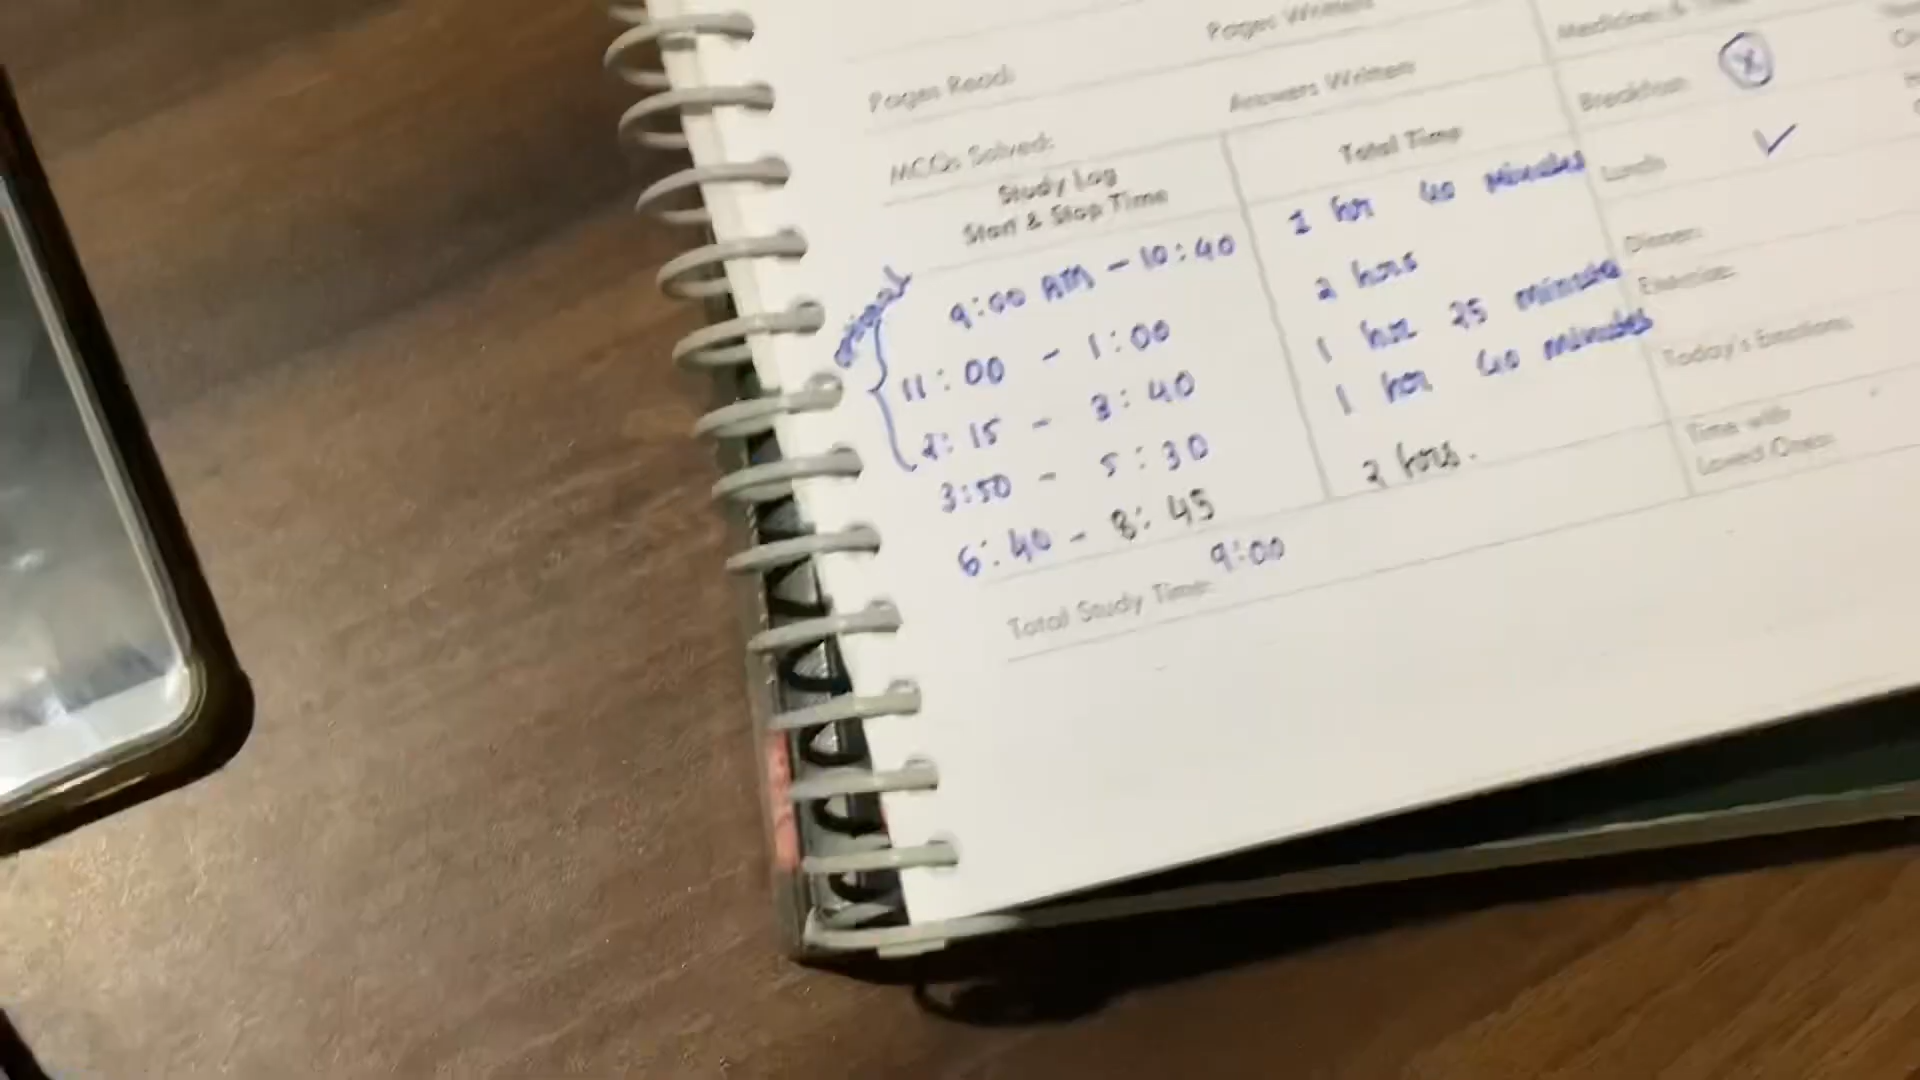 Pages Written:
Pages Read:
Answers Written:
MCQs Solved:
Study Log
Start & Stop Time
Total Time
9:00 AM - 10:40
1 hr 40 minutes
11:00 - 1:00
2 hrs
2:15 - 3:40
1 hr 25 minutes
3:50 - 5:30
1 hr 40 minutes
6:40 - 8:45
2 hrs.
9:00
Total Study Time:
Breakfast:
Lunch:
Dinner:
Exercise:
Today's Emotions:
Time with
Loved Ones: